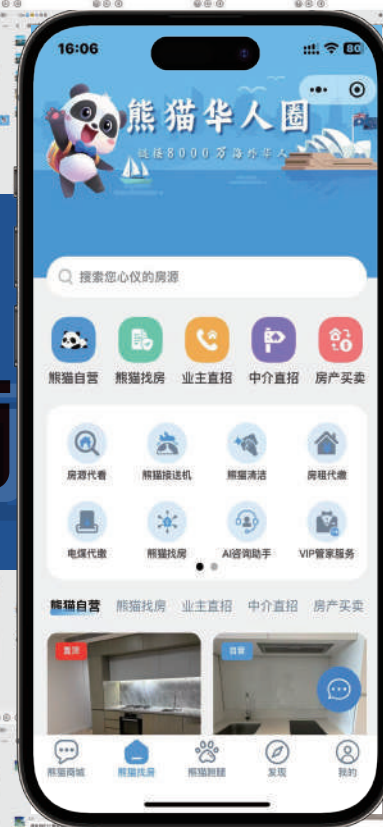 16:06
80
熊猫华人圈
链接8000万海外华人
搜索您心仪的房源
熊猫自营 熊猫找房 业主直招 中介直招 房产买卖
房源代看 熊猫接送机 熊猫清洁 房租代缴
电煤代缴 熊猫找房 AI咨询助手 VIP管家服务
熊猫自营 熊猫找房 业主直招 中介直招 房产买卖
置顶 自营
熊猫商城 熊猫找房 熊猫跑腿 发现 我的